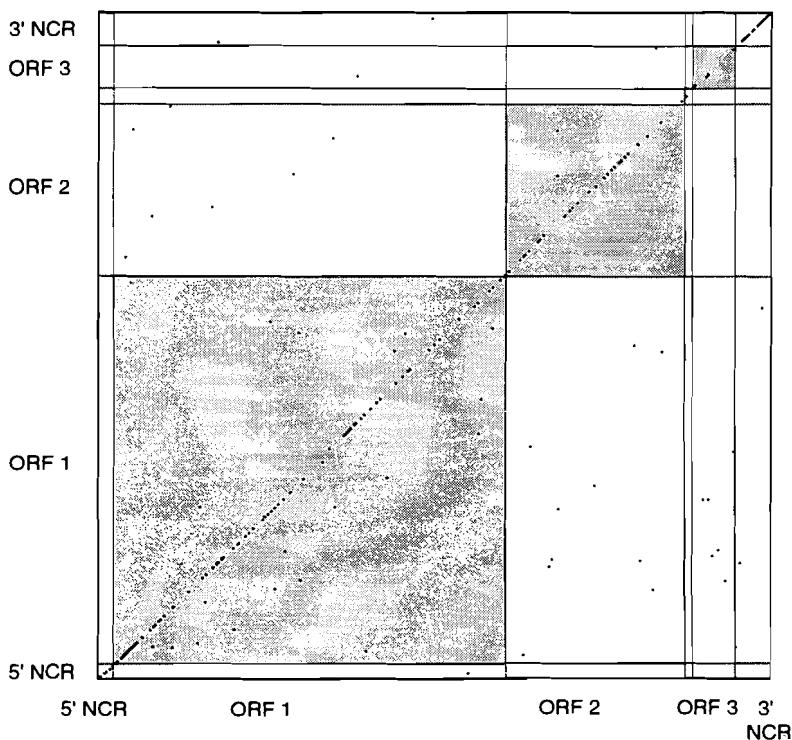 3' NCR
ORF 3
ORF 2
ORF 1
5' NCR
5' NCR ORF 1 ORF 2 ORF 3 3'
NCR